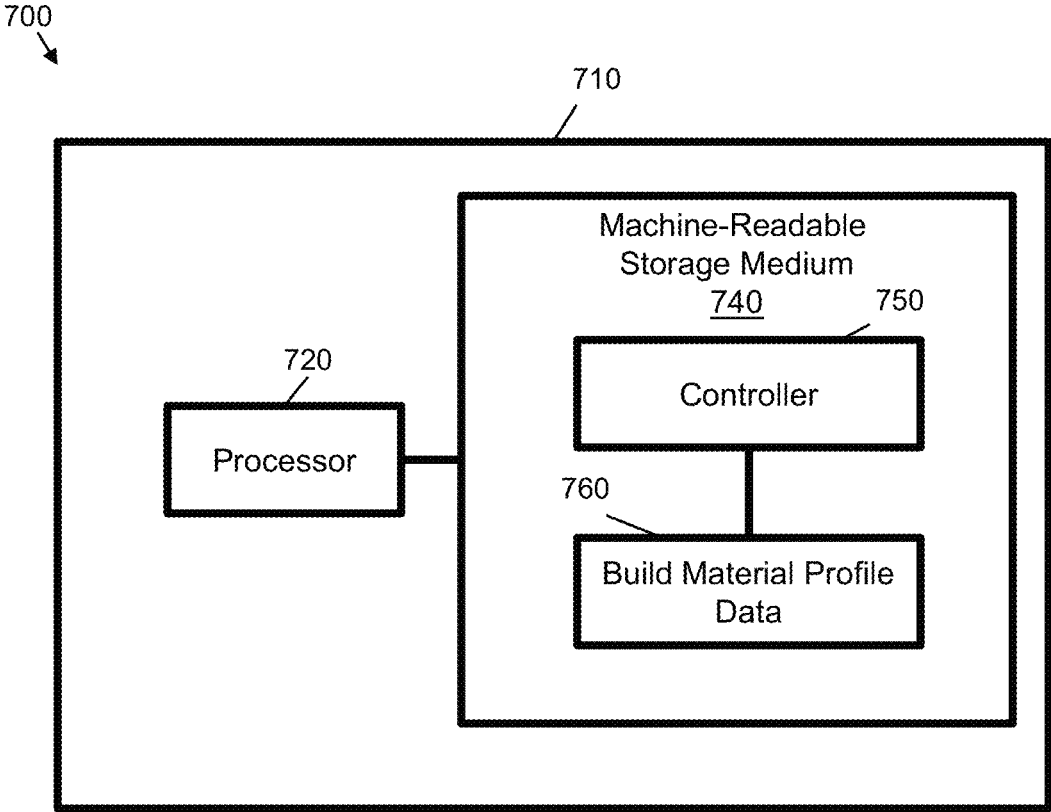 700
710
Machine-Readable
Storage Medium
740
750
Controller
720
Processor
760
Build Material Profile
Data